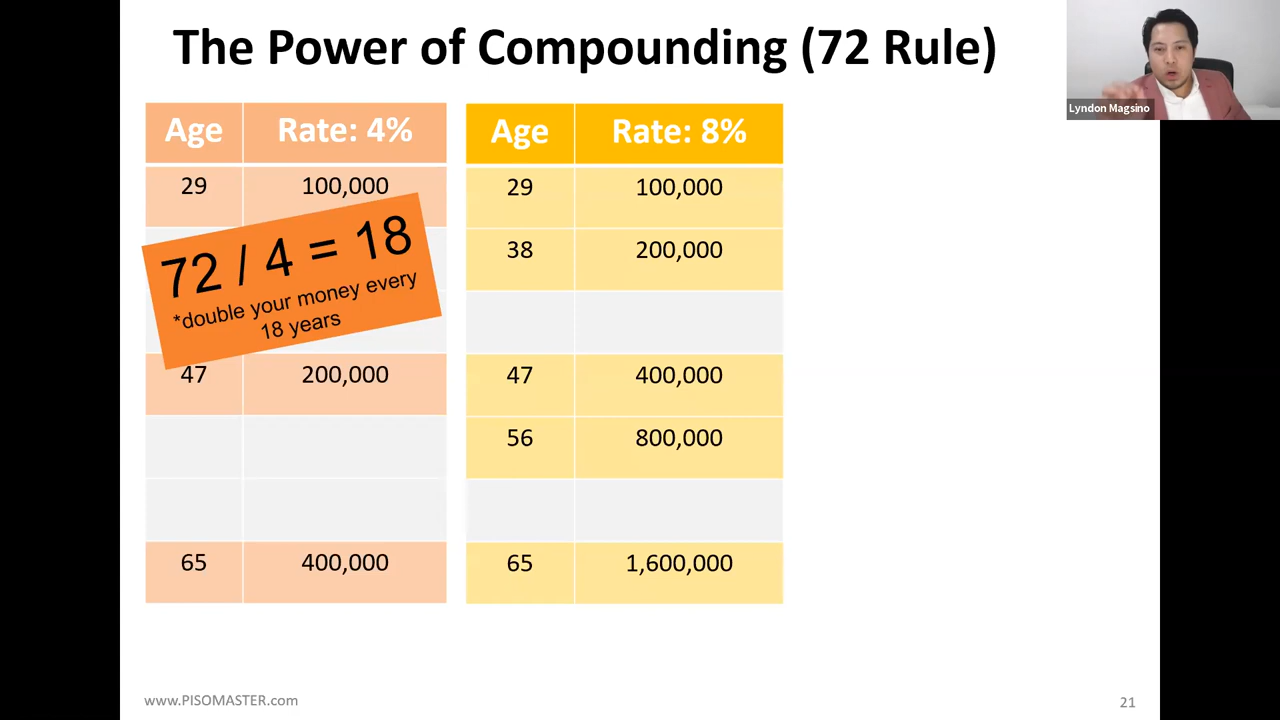 The Power of Compounding (72 Rule)
Lyndon Magsino
Age Rate: 4%
29 100,000
72 / 4 = 18
*double your money every
18 years
47 200,000
65 400,000
Age Rate: 8%
29 100,000
38 200,000
47 400,000
56 800,000
65 1,600,000
www.PISOMASTER.com
21